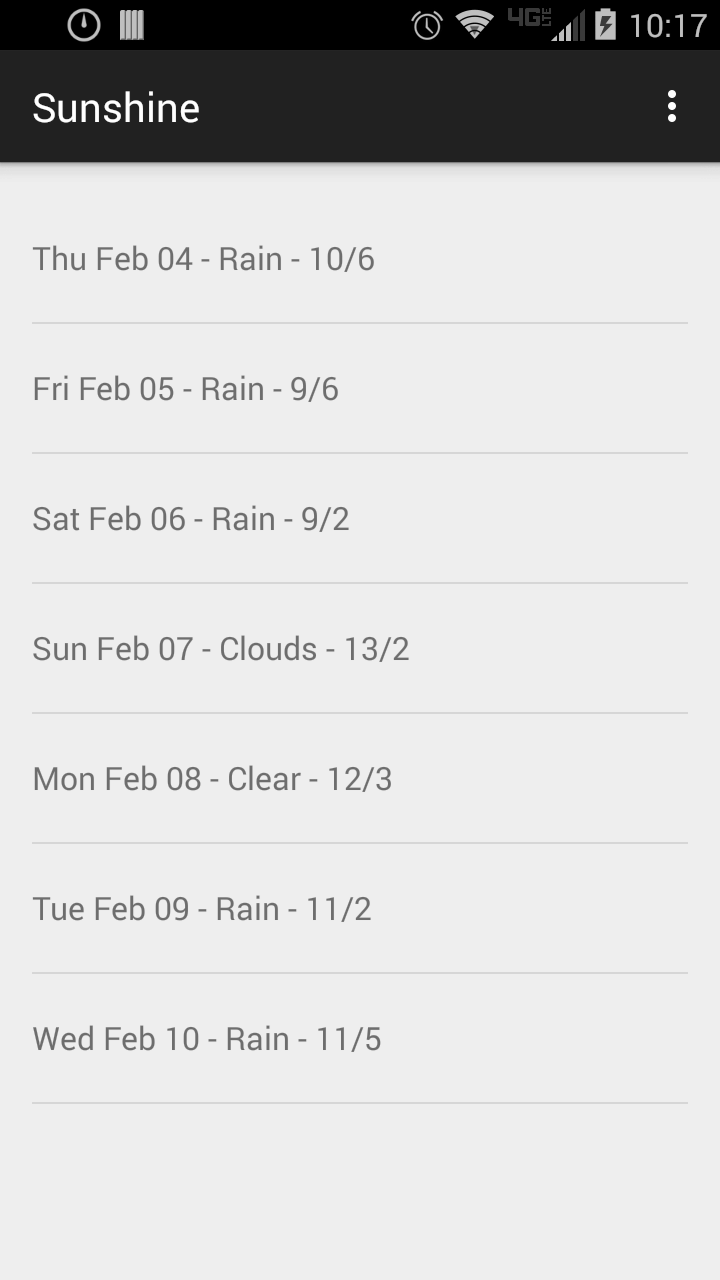 4G LTE 10:17
Sunshine
Thu Feb 04 - Rain - 10/6
Fri Feb 05 - Rain - 9/6
Sat Feb 06 - Rain - 9/2
Sun Feb 07 - Clouds - 13/2
Mon Feb 08 - Clear - 12/3
Tue Feb 09 - Rain - 11/2
Wed Feb 10 - Rain - 11/5